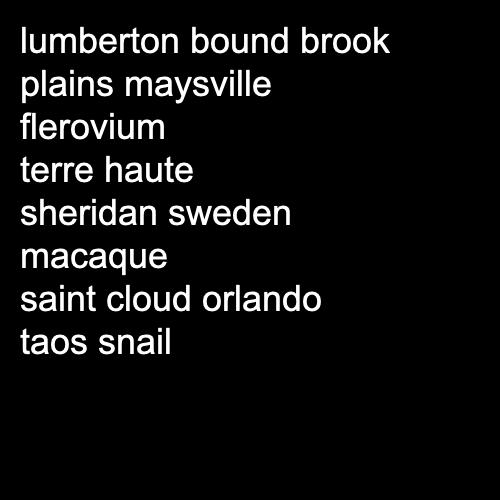 lumberton bound brook
plains maysville
flerovium
terre haute
sheridan sweden
macaque
saint cloud orlando
taos snail